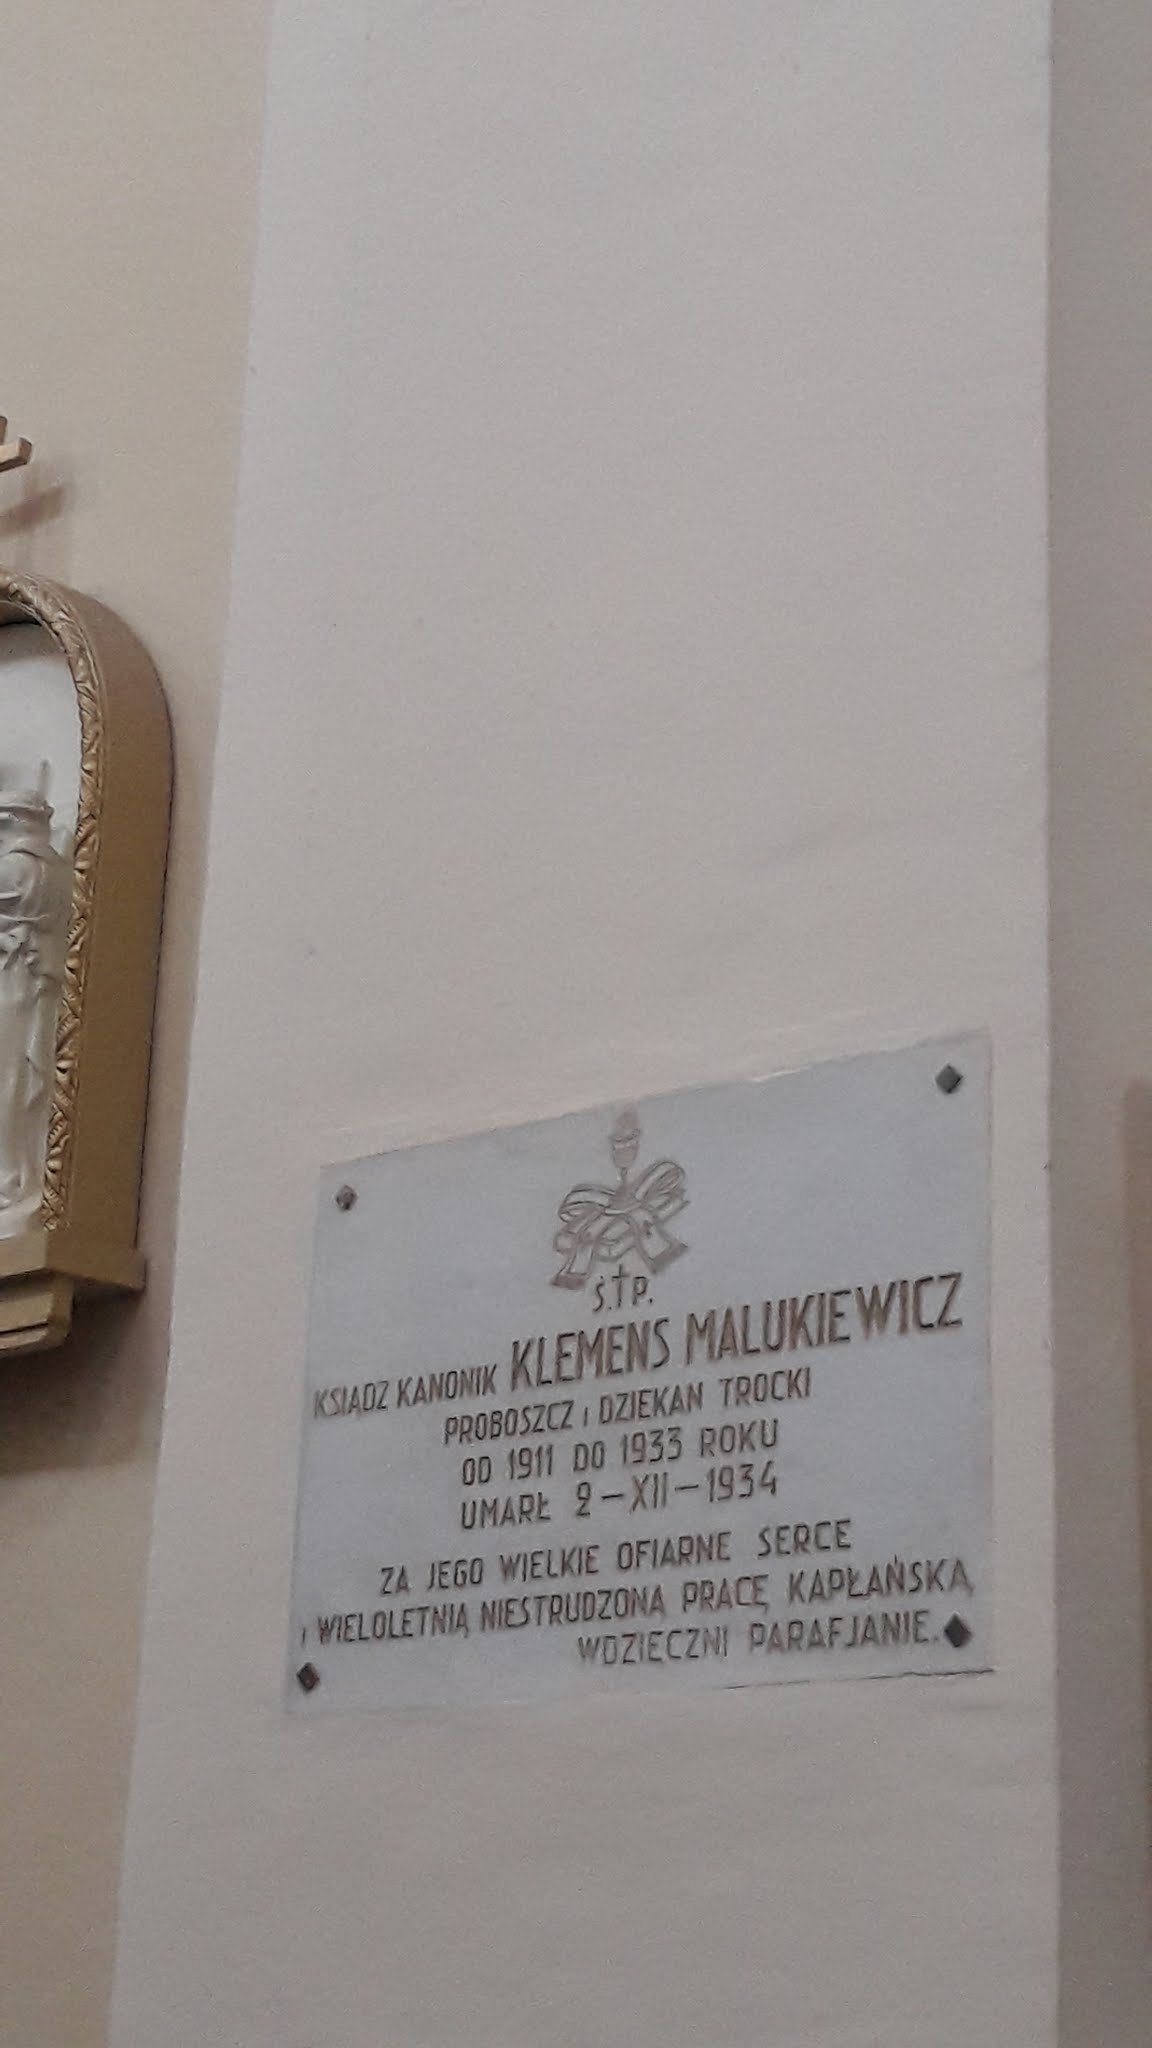 Ś.†P.
KSIĄDZ KANONIK KLEMENS MALUKIEWICZ
PROBOSZCZ I DZIEKAN TROCKI
OD 1911 DO 1933 ROKU
UMARŁ 2-XII-1934
ZA JEGO WIELKIE OFIARNE SERCE
I WIELOLETNIĄ NIESTRUDZONĄ PRACĘ KAPŁAŃSKĄ
WDZIECZNI PARAFJANIE.